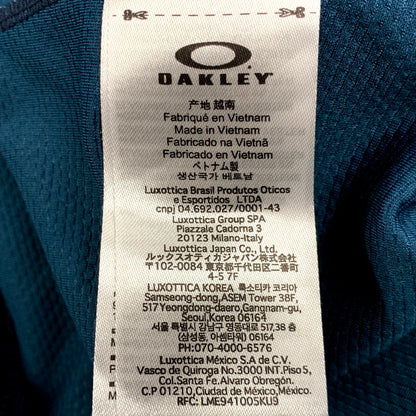 OAKLEY
产地 越南
Fabriqué en Vietnam
Made in Vietnam
Fabricado na Vietnã
Fabricado en Vietnam
ベトナム製
생산국가 베트남
Luxottica Brasil Produtos Oticos
e Esportidos LTDA
cnpj 04.692.027/0001-43
Luxottica Group SPA
Piazzale Cadorna 3
20123 Milano-Italy
Luxottica Japan Co., Ltd.
ルックスオティカジャパン株式会社
〒102-0084 東京都千代田区二番町
4-5 7F
LUXOTTICA KOREA 룩소티카 코리아
Samseong-dong,ASEM Tower 38F,
517 Yeongdong-daero,Gangnam-gu,
Seoul,Korea 06164
서울 특별시 강남구 영동대로 517,38 층
(삼성동, 아셈타워) 06164
PH:070-4000-6576
Luxottica México S.A de C.V.
Vasco de Quiroga No.3000 INT.Piso 5,
Col.Santa Fe.Alvaro Obregón.
C.P 01210,Ciudad de México,México
RFC: LME941005KU9